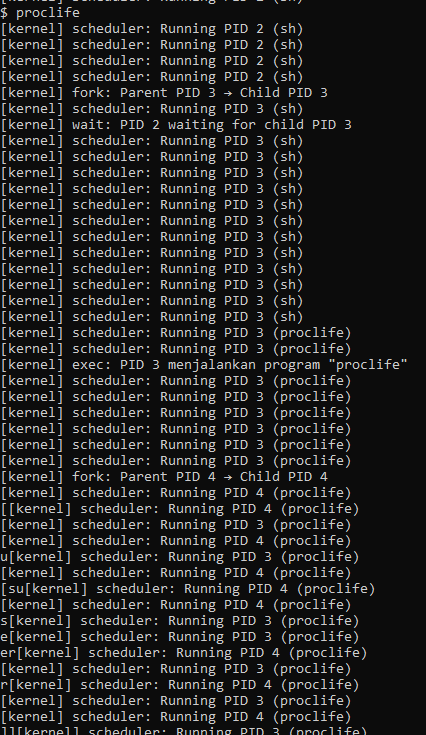 $ proclife
[kernel] scheduler: Running PID 2 (sh)
[kernel] scheduler: Running PID 2 (sh)
[kernel] scheduler: Running PID 2 (sh)
[kernel] scheduler: Running PID 2 (sh)
[kernel] fork: Parent PID 3 → Child PID 3
[kernel] scheduler: Running PID 3 (sh)
[kernel] wait: PID 2 waiting for child PID 3
[kernel] scheduler: Running PID 3 (sh)
[kernel] scheduler: Running PID 3 (sh)
[kernel] scheduler: Running PID 3 (sh)
[kernel] scheduler: Running PID 3 (sh)
[kernel] scheduler: Running PID 3 (sh)
[kernel] scheduler: Running PID 3 (sh)
[kernel] scheduler: Running PID 3 (sh)
[kernel] scheduler: Running PID 3 (sh)
[kernel] scheduler: Running PID 3 (sh)
[kernel] scheduler: Running PID 3 (sh)
[kernel] scheduler: Running PID 3 (sh)
[kernel] scheduler: Running PID 3 (sh)
[kernel] scheduler: Running PID 3 (proclife)
[kernel] scheduler: Running PID 3 (proclife)
[kernel] exec: PID 3 menjalankan program "proclife"
[kernel] scheduler: Running PID 3 (proclife)
[kernel] scheduler: Running PID 3 (proclife)
[kernel] scheduler: Running PID 3 (proclife)
[kernel] scheduler: Running PID 3 (proclife)
[kernel] scheduler: Running PID 3 (proclife)
[kernel] scheduler: Running PID 3 (proclife)
[kernel] fork: Parent PID 4 → Child PID 4
[kernel] scheduler: Running PID 4 (proclife)
[[kernel] scheduler: Running PID 4 (proclife)
[kernel] scheduler: Running PID 3 (proclife)
[kernel] scheduler: Running PID 4 (proclife)
u[kernel] scheduler: Running PID 3 (proclife)
[kernel] scheduler: Running PID 4 (proclife)
[su[kernel] scheduler: Running PID 4 (proclife)
[kernel] scheduler: Running PID 4 (proclife)
s[kernel] scheduler: Running PID 3 (proclife)
e[kernel] scheduler: Running PID 3 (proclife)
er[kernel] scheduler: Running PID 4 (proclife)
[kernel] scheduler: Running PID 3 (proclife)
r[kernel] scheduler: Running PID 4 (proclife)
[kernel] scheduler: Running PID 3 (proclife)
[kernel] scheduler: Running PID 4 (proclife)
]][kernel] scheduler: Running PID 3 (proclife)